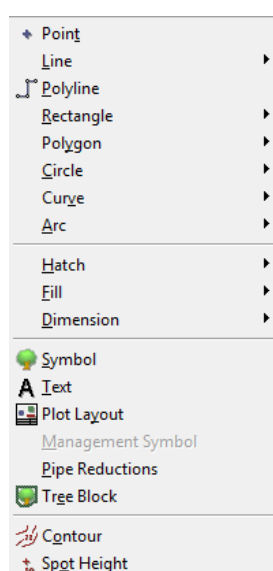 Point
Line
Polyline
Rectangle
Polygon
Circle
Curve
Arc
Hatch
Fill
Dimension
Symbol
Text
Plot Layout
Management Symbol
Pipe Reductions
Tree Block
Contour
Spot Height